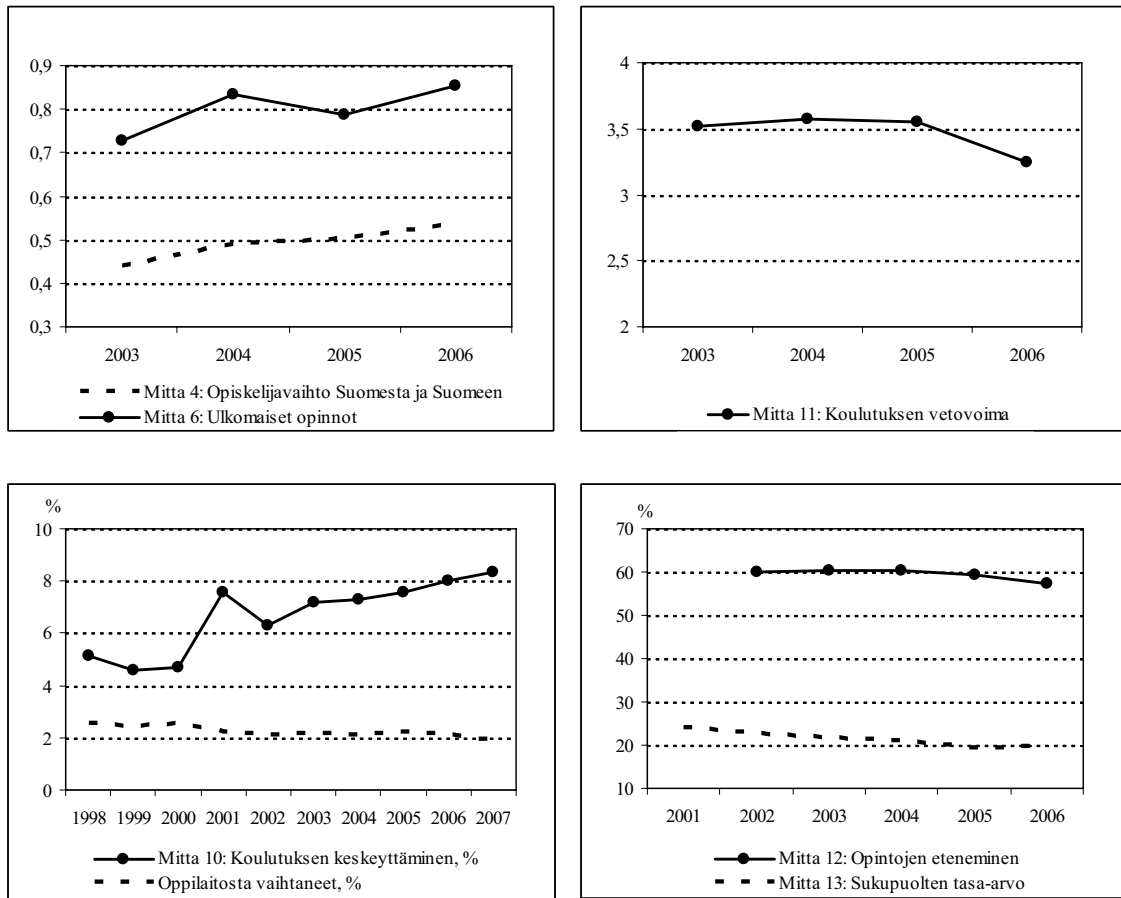 0,9
0,8
0,7
0,6
0,5
0,4
0,3
2003 2004 2005 2006
Mitta 4: Opiskelijavaihto Suomesta ja Suomeen
Mitta 6: Ulkomaiset opinnot
4
3,5
3
2,5
2
2003 2004 2005 2006
Mitta 11: Koulutuksen vetovoima
%
10
8
6
4
2
0
1998 1999 2000 2001 2002 2003 2004 2005 2006 2007
Mitta 10: Koulutuksen keskeyttäminen, %
Oppilaitosta vaihtaneet, %
%
70
60
50
40
30
20
10
2001 2002 2003 2004 2005 2006
Mitta 12: Opintojen eteneminen
Mitta 13: Sukupuolten tasa-arvo